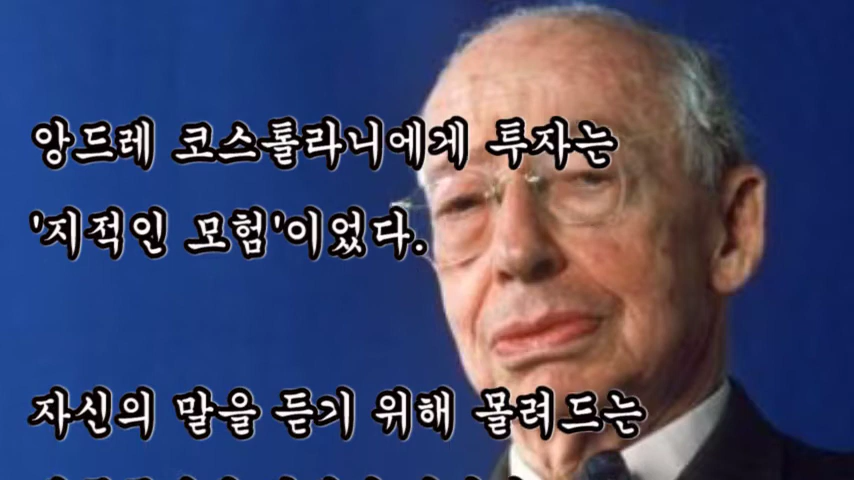 앙드레 코스톨라니에게 투자는
'지적인 모험'이었다.
자신의 말을 듣기 위해 몰려드는